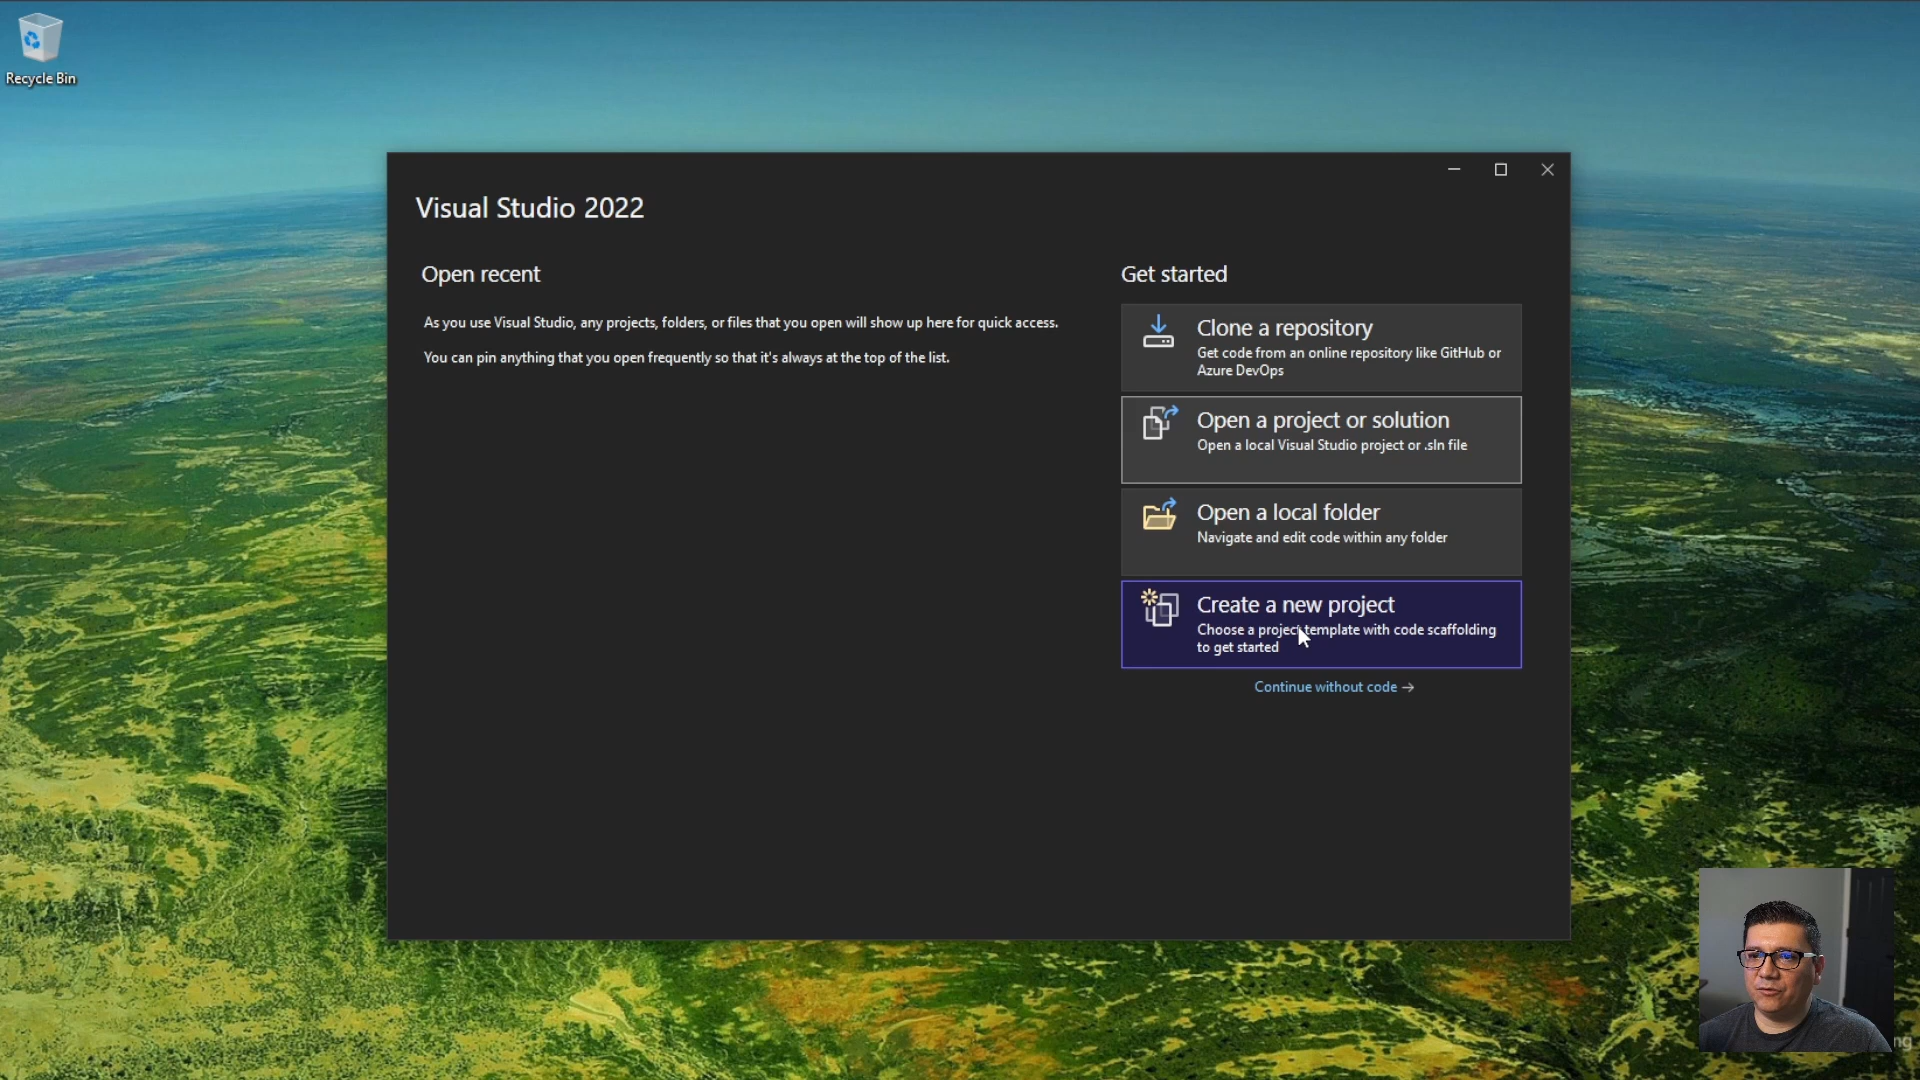 Recycle Bin
Visual Studio 2022
Open recent
As you use Visual Studio, any projects, folders, or files that you open will show up here for quick access.
You can pin anything that you open frequently so that it's always at the top of the list.
Get started
Clone a repository
Get code from an online repository like GitHub or
Azure DevOps
Open a project or solution
Open a local Visual Studio project or .sln file
Open a local folder
Navigate and edit code within any folder
Create a new project
Choose a project template with code scaffolding
to get started
Continue without code →